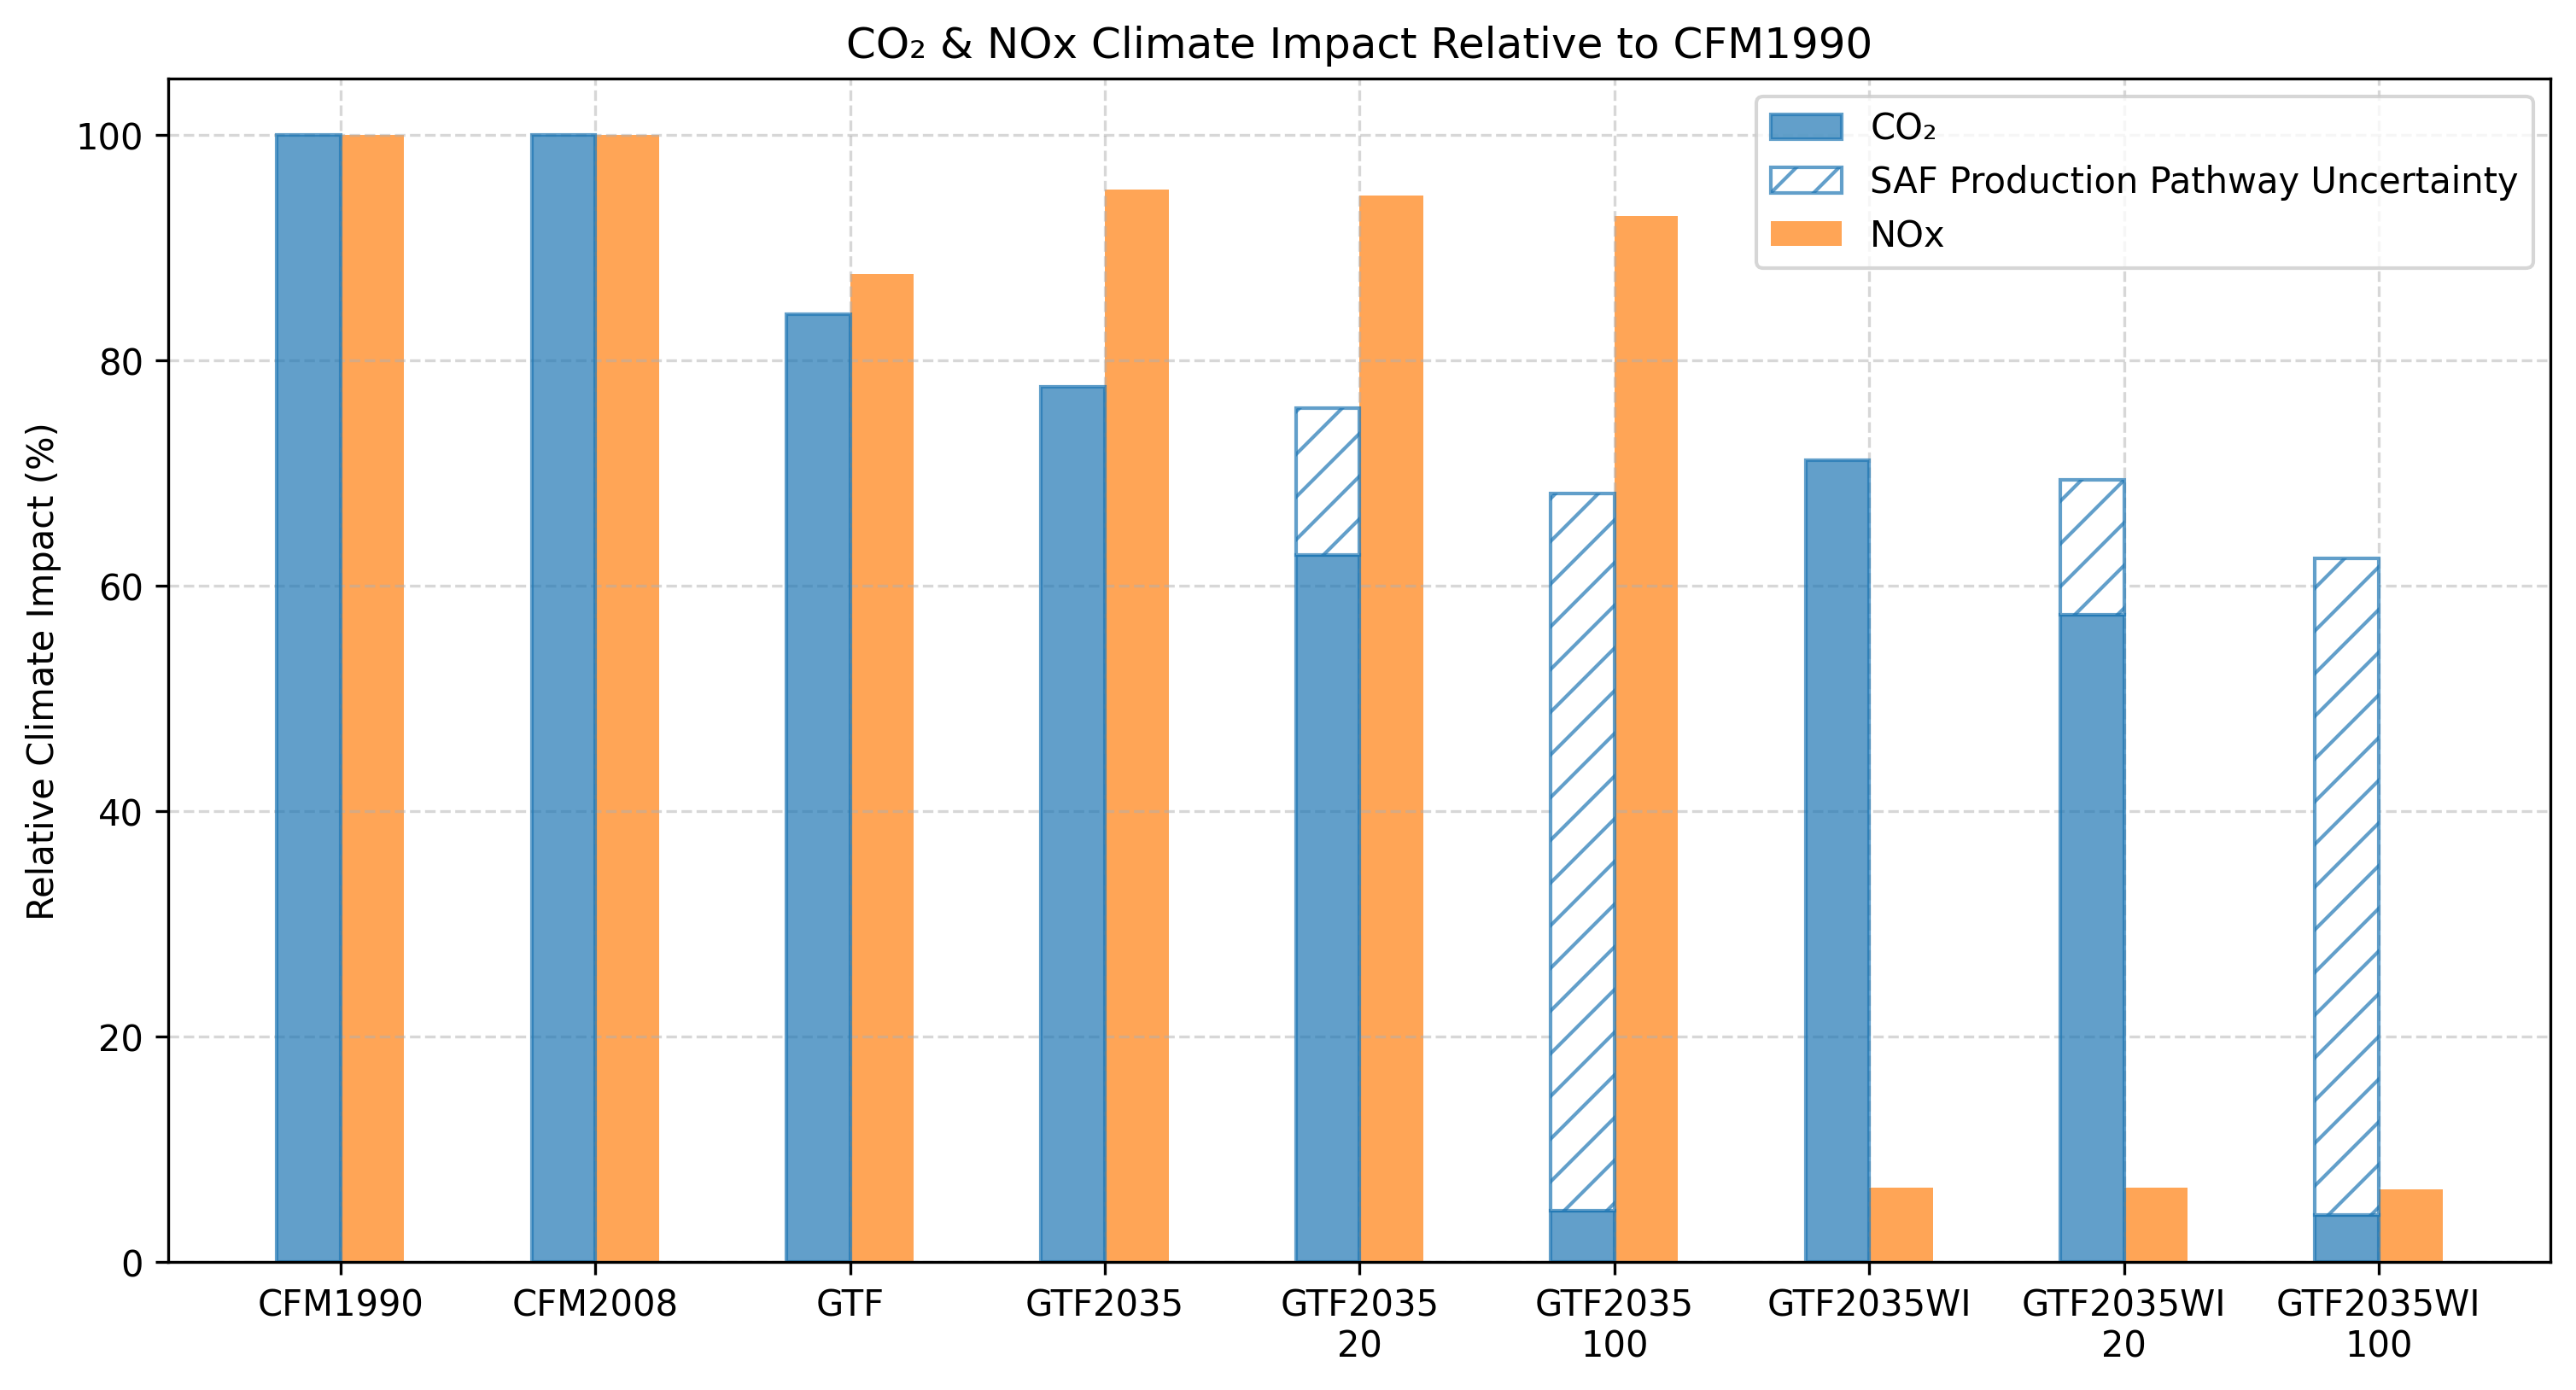 CO₂ & NOx Climate Impact Relative to CFM1990
CO₂
SAF Production Pathway Uncertainty
NOx
Relative Climate Impact (%)
100
80
60
40
20
0
CFM1990
CFM2008
GTF
GTF2035
GTF2035
20
GTF2035
100
GTF2035WI
GTF2035WI
20
GTF2035WI
100